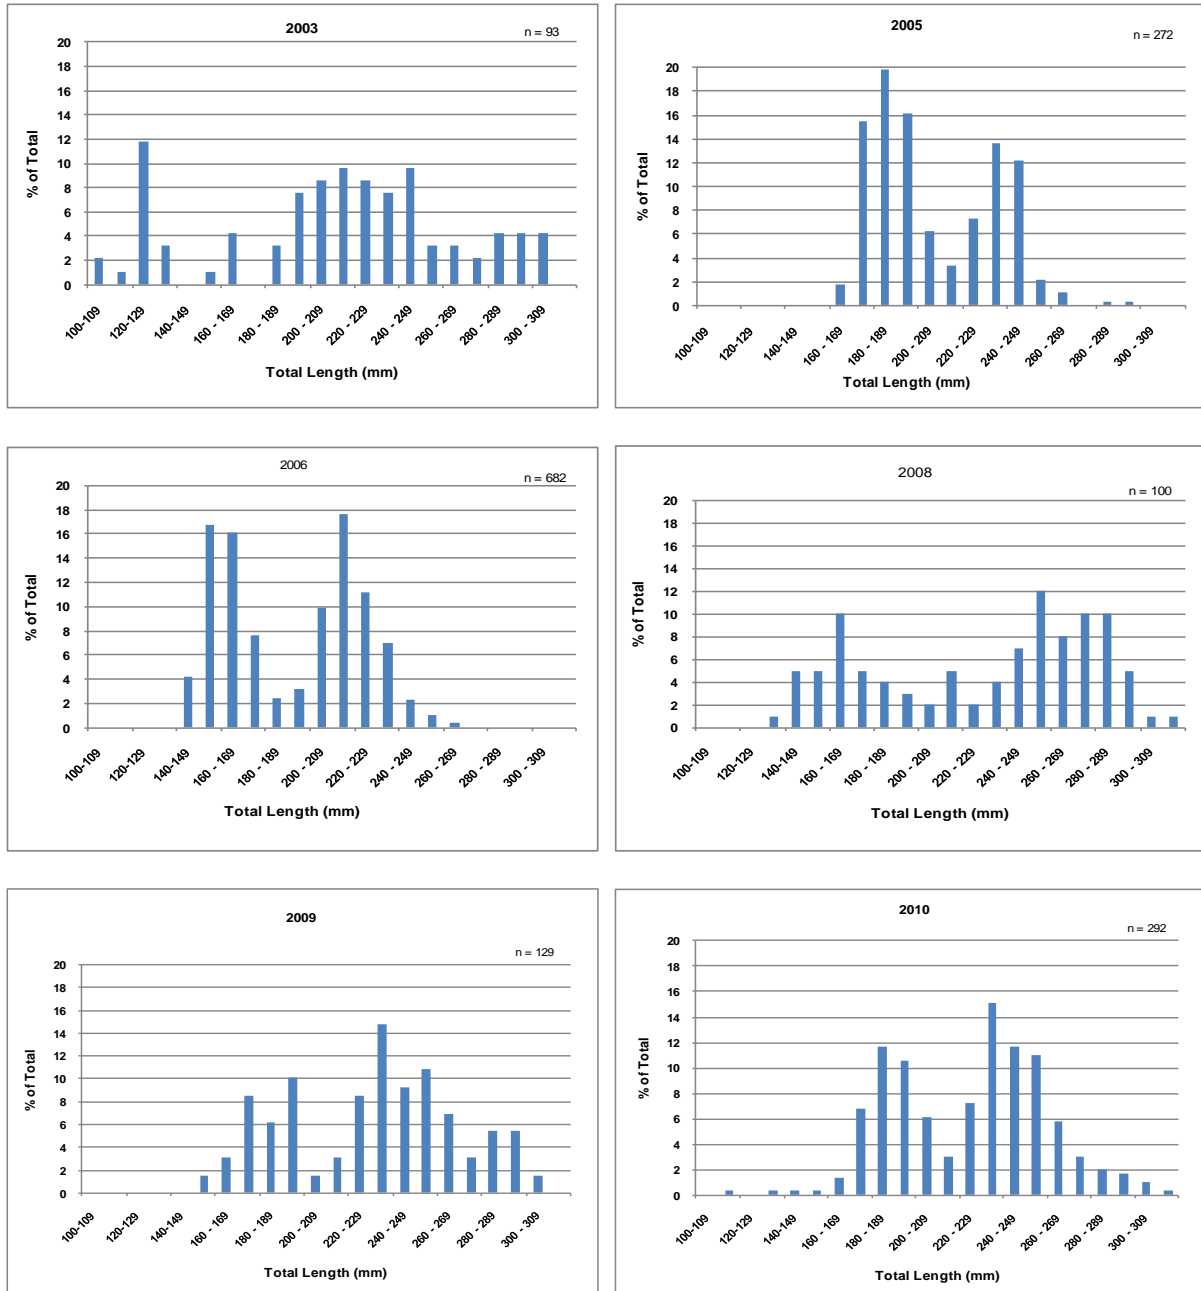 2003
n = 93
% of Total
20
18
16
14
12
10
8
6
4
2
0
100-109
120-129
140-149
160 - 169
180 - 189
200 - 209
220 - 229
240 - 249
260 - 269
280 - 289
300 - 309
Total Length (mm)
2005
n = 272
% of Total
20
18
16
14
12
10
8
6
4
2
0
100-109
120-129
140-149
160 - 169
180 - 189
200 - 209
220 - 229
240 - 249
260 - 269
280 - 289
300 - 309
Total Length (mm)
2006
n = 682
% of Total
20
18
16
14
12
10
8
6
4
2
0
100-109
120-129
140-149
160 - 169
180 - 189
200 - 209
220 - 229
240 - 249
260 - 269
280 - 289
300 - 309
Total Length (mm)
2008
n = 100
% of Total
20
18
16
14
12
10
8
6
4
2
0
100-109
120-129
140-149
160 - 169
180 - 189
200 - 209
220 - 229
240 - 249
260 - 269
280 - 289
300 - 309
Total Length (mm)
2009
n = 129
% of Total
20
18
16
14
12
10
8
6
4
2
0
100-109
120-129
140-149
160 - 169
180 - 189
200 - 209
220 - 229
240 - 249
260 - 269
280 - 289
300 - 309
Total Length (mm)
2010
n = 292
% of Total
20
18
16
14
12
10
8
6
4
2
0
100-109
120-129
140-149
160 - 169
180 - 189
200 - 209
220 - 229
240 - 249
260 - 269
280 - 289
300 - 309
Total Length (mm)